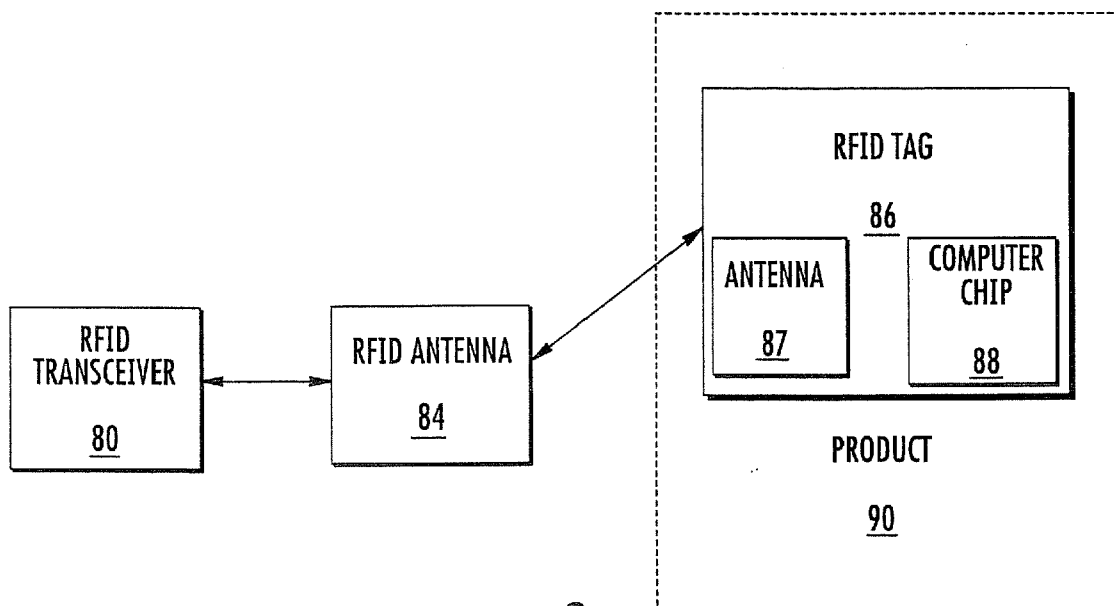 RFID
TRANSCEIVER
80
RFID ANTENNA
84
RFID TAG
86
ANTENNA
87
COMPUTER
CHIP
88
PRODUCT
90